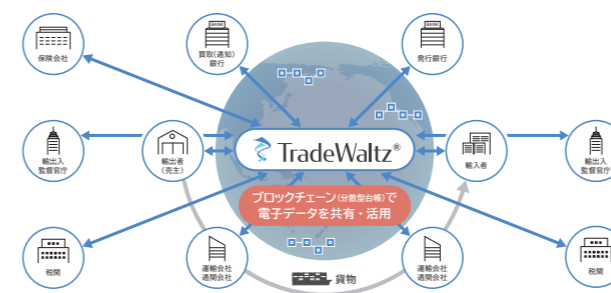 BANK
BANK
保険会社
買取(通知)
銀行
発行銀行
輸出入
監督官庁
輸出者
(売主)
TradeWaltz®
輸入者
輸出入
監督官庁
ブロックチェーン(分散型台帳)で
電子データを共有・活用
税関
運輸会社
通関会社
貨物
運輸会社
通関会社
税関